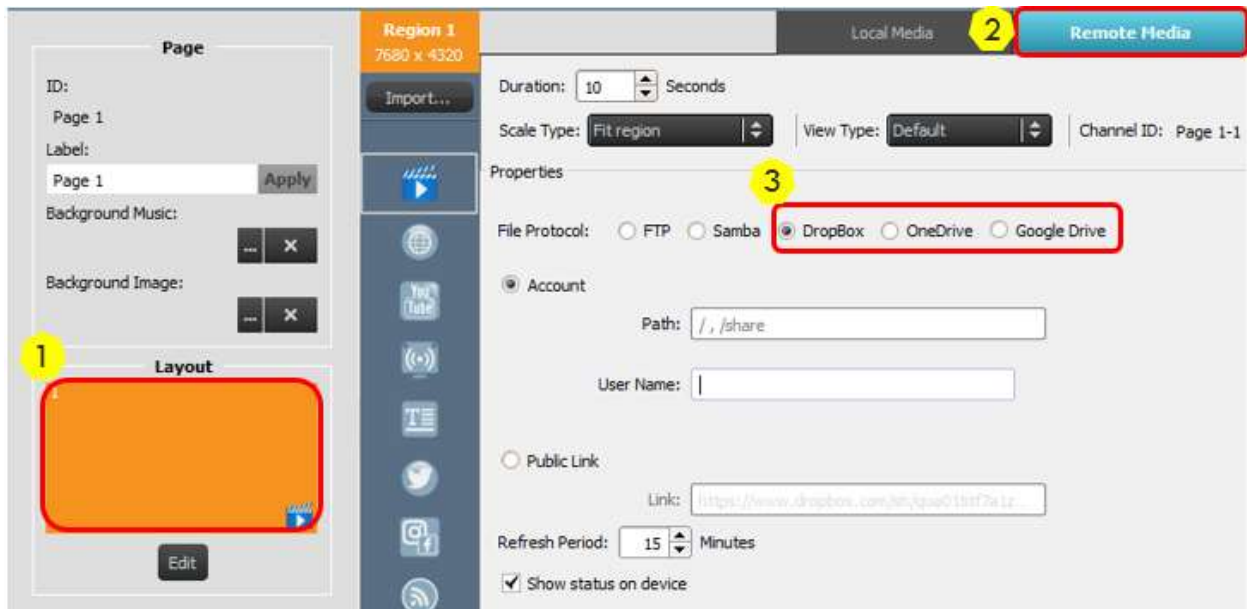 Page
ID:
Page 1
Label:
Page 1 Apply
Background Music:
... ×
Background Image:
... ×
1
Layout
1
Edit
Region 1
7680 x 4320
Import...
You
Tube
T
Local Media 2 Remote Media
Duration: 10 Seconds
Scale Type: Fit region View Type: Default Channel ID: Page 1-1
Properties
3
File Protocol: FTP Samba DropBox OneDrive Google Drive
Account
Path: / , /share
User Name:
Public Link
Link:
Refresh Period: 15 Minutes
Show status on device